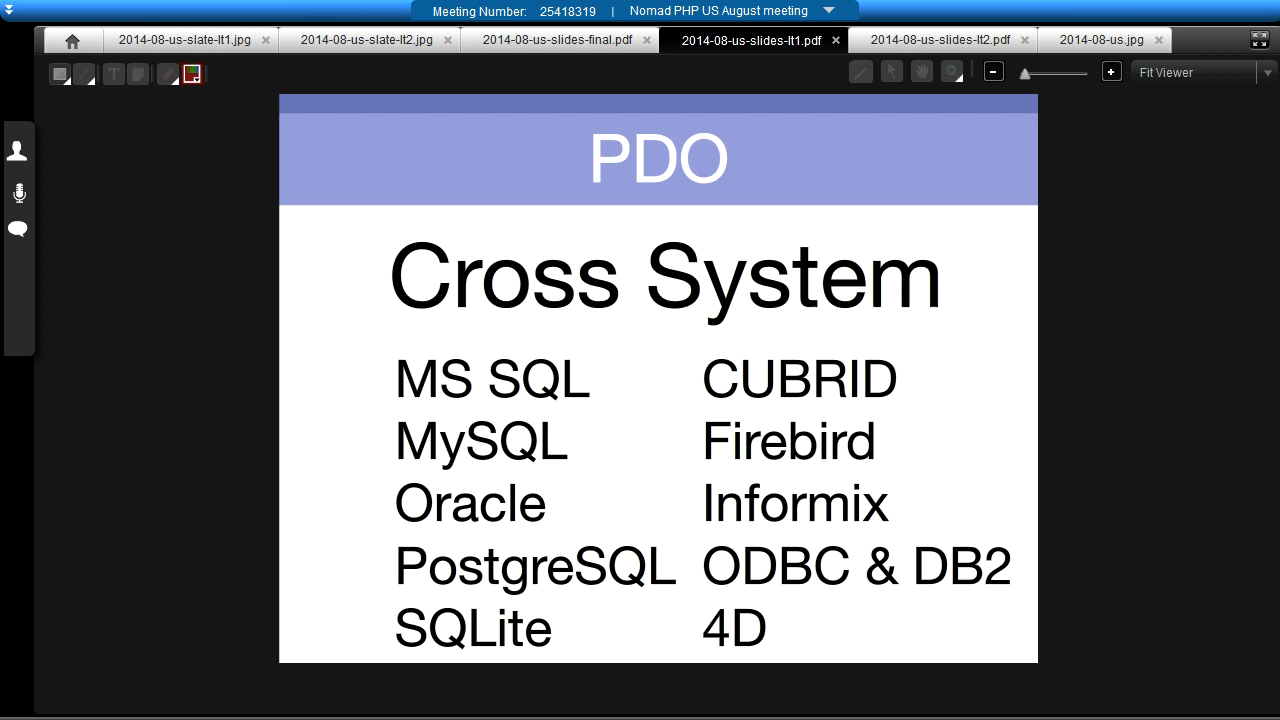 Meeting Number: 25418319 | Nomad PHP US August meeting
2014-08-us-slate-lt1.jpg
2014-08-us-slate-lt2.jpg
2014-08-us-slides-final.pdf
2014-08-us-slides-lt1.pdf
2014-08-us-slides-lt2.pdf
2014-08-us.jpg
T
Fit Viewer
PDO
Cross System
MS SQL
CUBRID
MySQL
Firebird
Oracle
Informix
PostgreSQL
ODBC & DB2
SQLite
4D